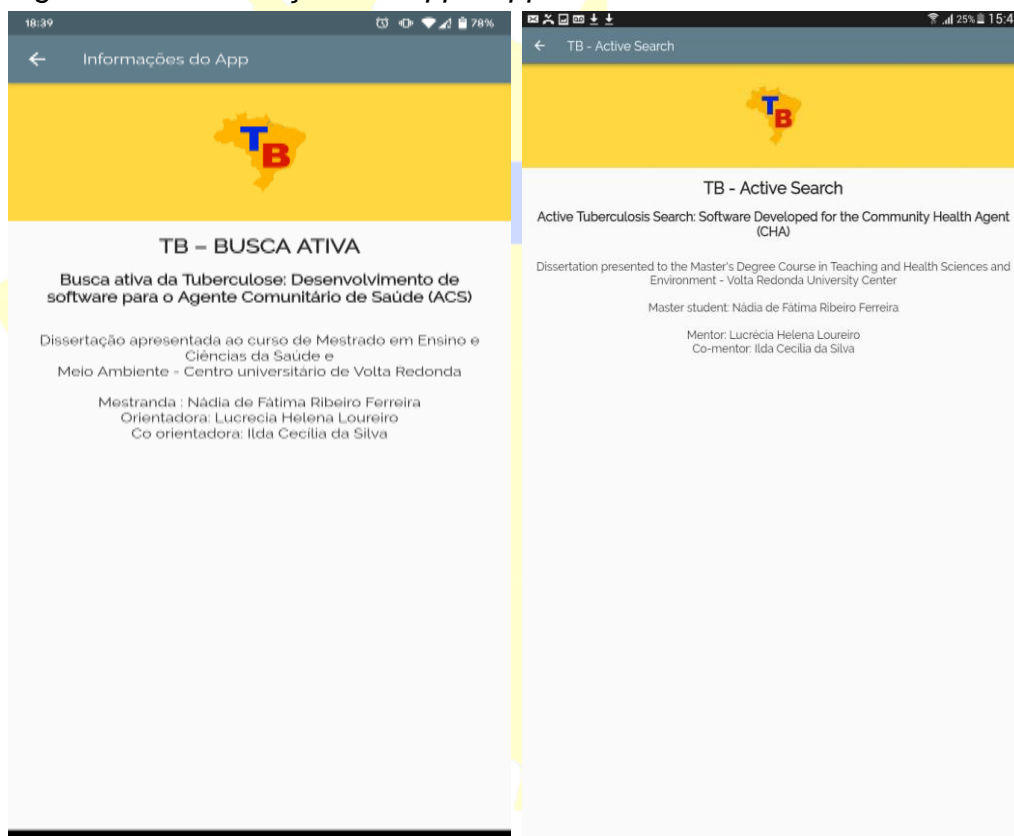 18:39
78%
Informações do App
TB
TB – BUSCA ATIVA
Busca ativa da Tuberculose: Desenvolvimento de
software para o Agente Comunitário de Saúde (ACS)
Dissertação apresentada ao curso de Mestrado em Ensino e
Ciências da Saúde e
Meio Ambiente - Centro universitário de Volta Redonda
Mestranda : Nádia de Fátima Ribeiro Ferreira
Orientadora: Lucrecia Helena Loureiro
Co orientadora: Ilda Cecília da Silva
25% 15:4
TB - Active Search
TB
TB - Active Search
Active Tuberculosis Search: Software Developed for the Community Health Agent
(CHA)
Dissertation presented to the Master's Degree Course in Teaching and Health Sciences and
Environment - Volta Redonda University Center
Master student: Nádia de Fátima Ribeiro Ferreira
Mentor: Lucrécia Helena Loureiro
Co-mentor: Ilda Cecília da Silva